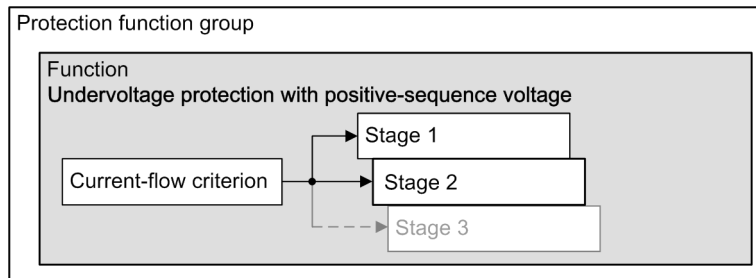 Protection function group
Function
Undervoltage protection with positive-sequence voltage
Stage 1
Current-flow criterion
Stage 2
Stage 3